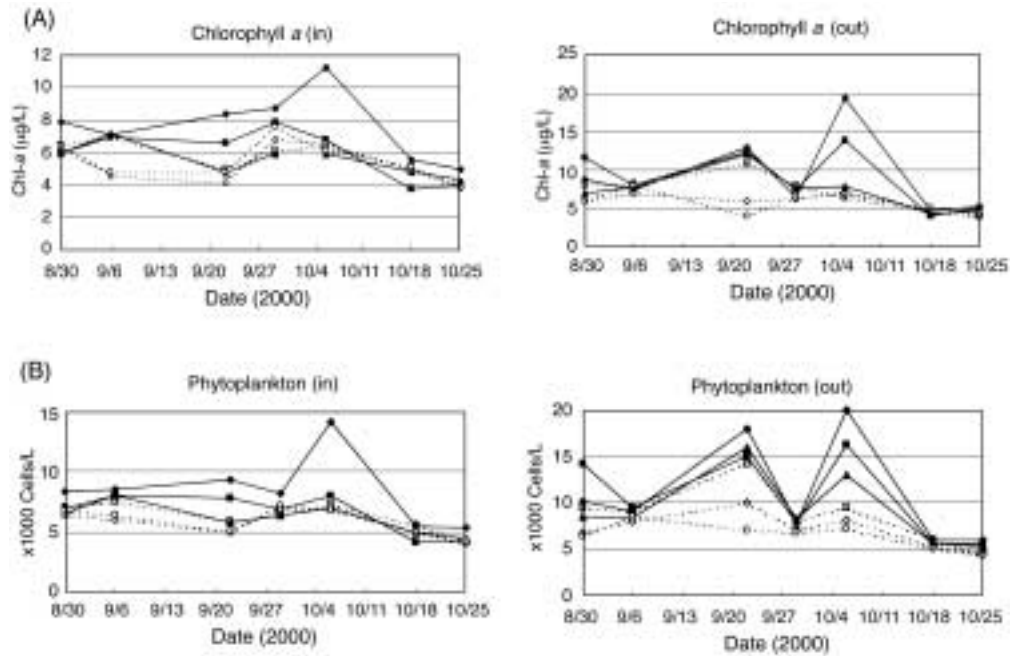 (A)
Chlorophyll a (in)
12
10
8
6
4
2
0
Chl-a (µg/L)
8/30 9/6 9/13 9/20 9/27 10/4 10/11 10/18 10/25
Date (2000)
Chlorophyll a (out)
25
20
15
10
5
0
Chl-a (µg/L)
8/30 9/6 9/13 9/20 9/27 10/4 10/11 10/18 10/25
Date (2000)
(B)
Phytoplankton (in)
15
10
5
0
x1000 Cells/L
8/30 9/6 9/13 9/20 9/27 10/4 10/11 10/18 10/25
Date (2000)
Phytoplankton (out)
20
15
10
5
0
x1000 Cells/L
8/30 9/6 9/13 9/20 9/27 10/4 10/11 10/18 10/25
Date (2000)